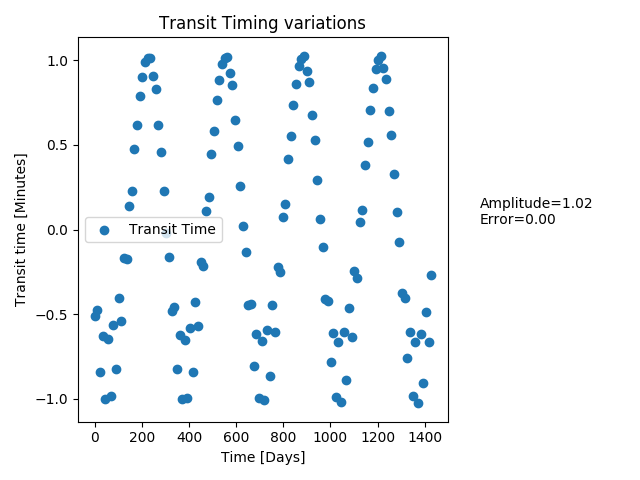 Transit Timing variations
Transit time [Minutes]
1.0
0.5
0.0
−0.5
−1.0
Transit Time
0
200
400
600
800
1000
1200
1400
Time [Days]
Amplitude=1.02
Error=0.00